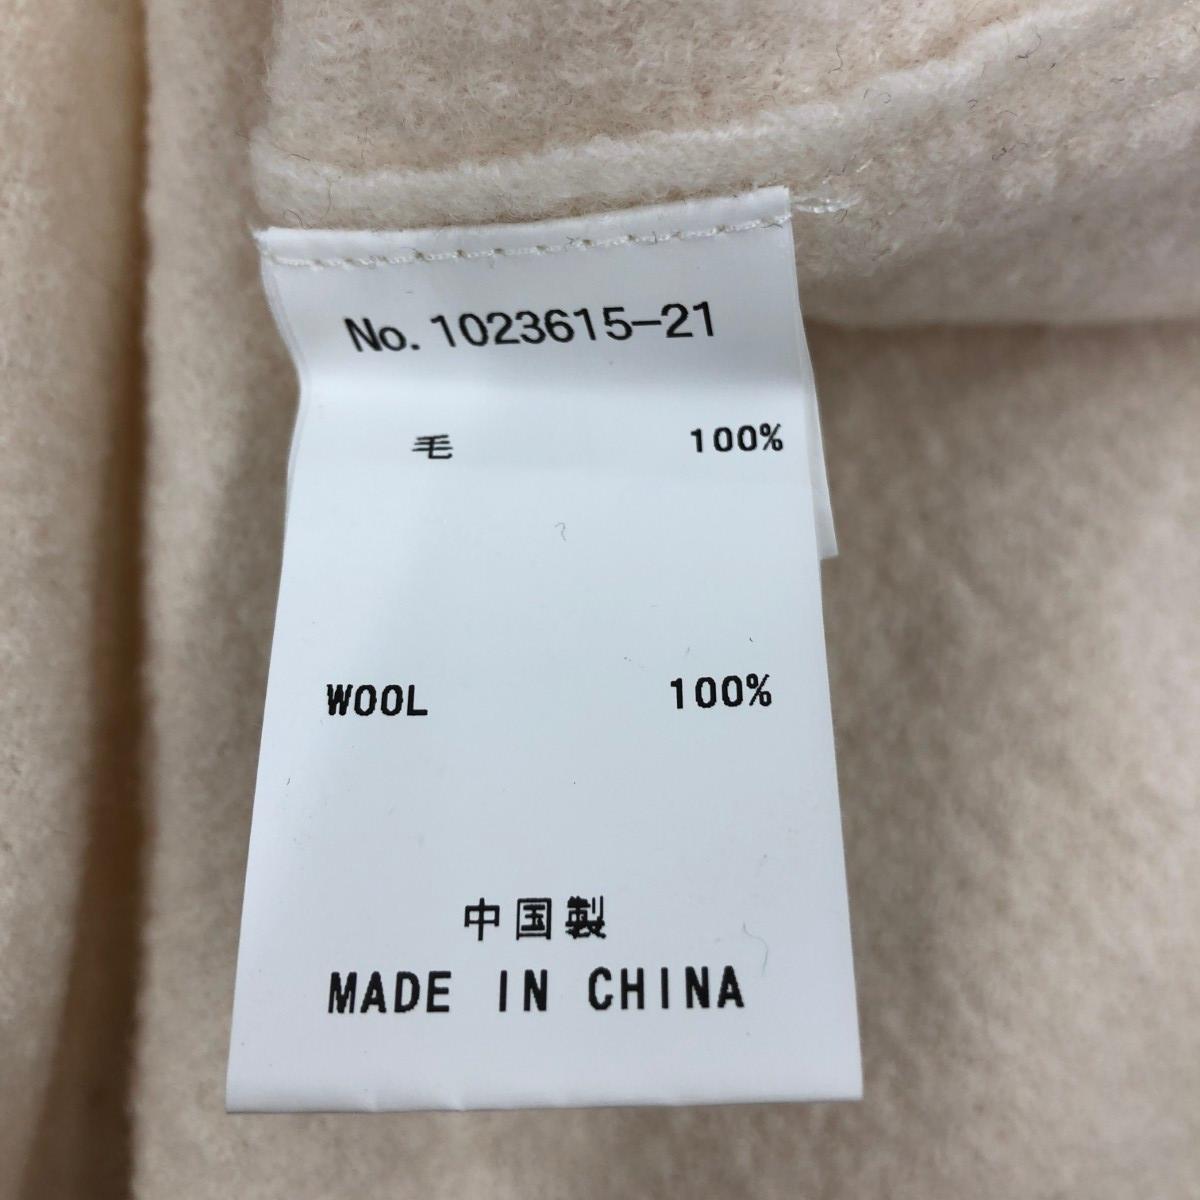 No. 1023615-21
毛 100%
WOOL 100%
中国製
MADE IN CHINA